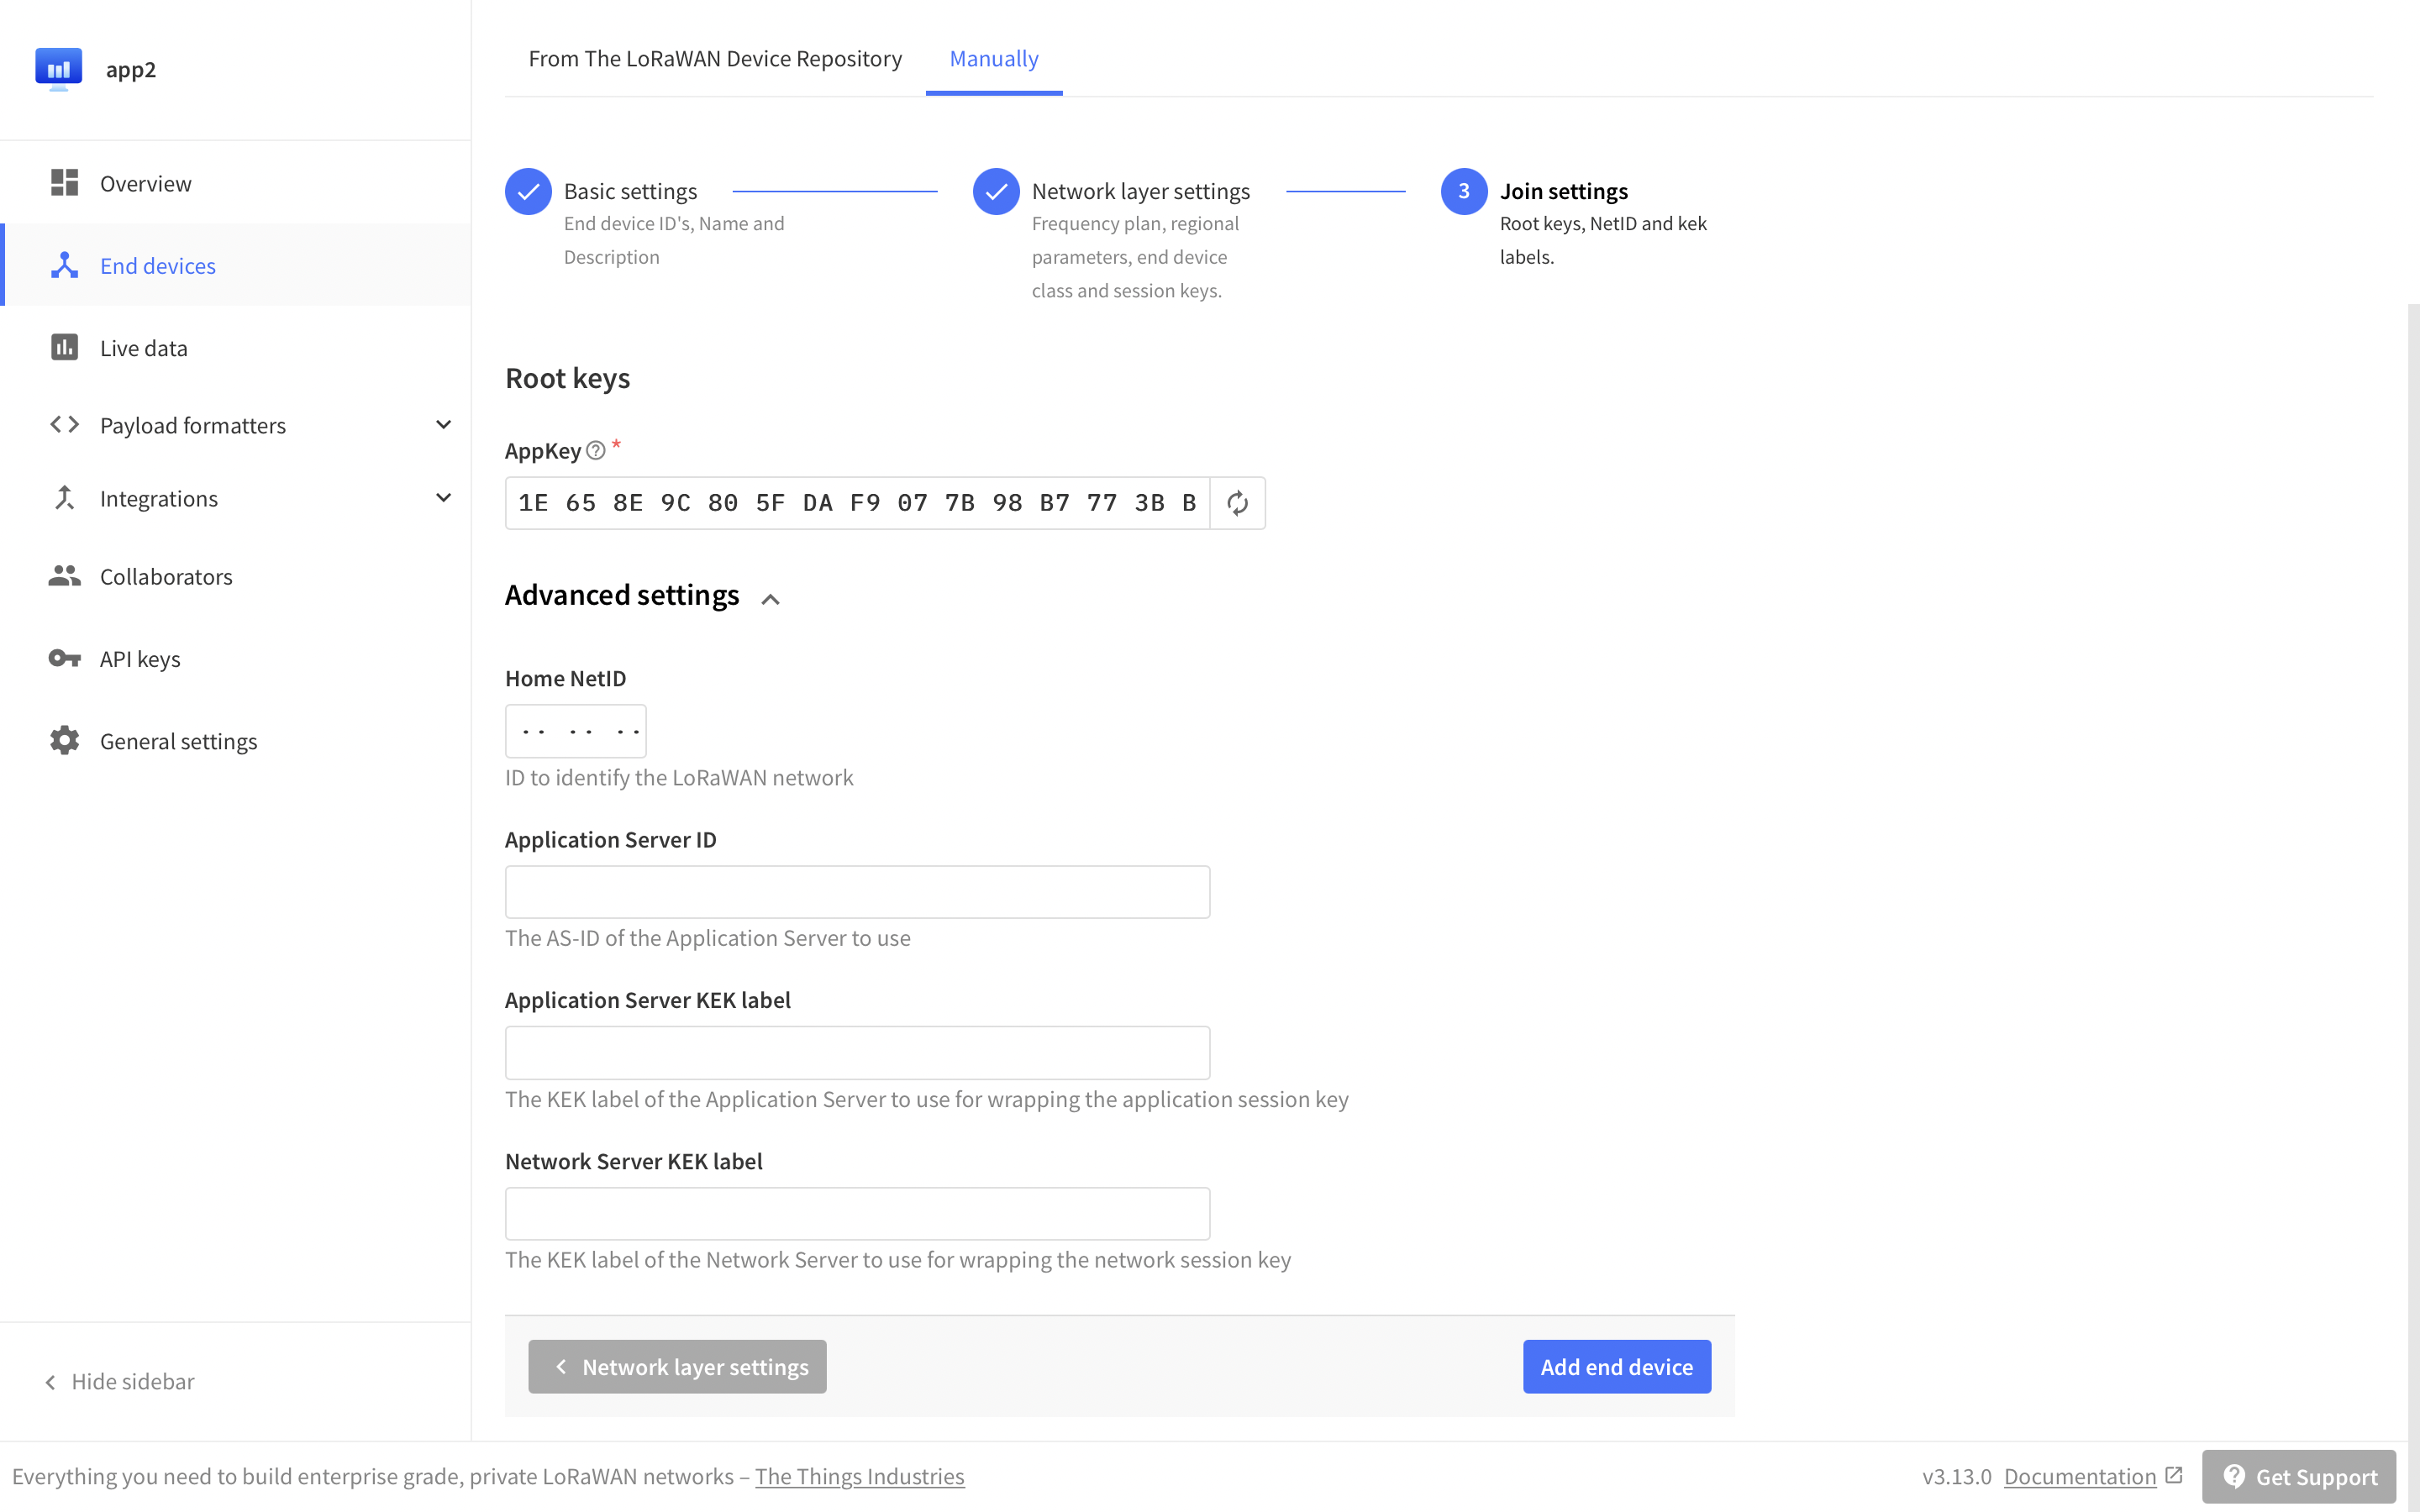 app2
Overview
End devices
Live data
Payload formatters
Integrations
Collaborators
API keys
General settings
Hide sidebar
From The LoRaWAN Device Repository
Manually
Basic settings
End device ID's, Name and
Description
Network layer settings
Frequency plan, regional
parameters, end device
class and session keys.
3
Join settings
Root keys, NetID and kek
labels.
Root keys
AppKey *
1E 65 8E 9C 80 5F DA F9 07 7B 98 B7 77 3B B
Advanced settings
Home NetID
·· ·· ··
ID to identify the LoRaWAN network
Application Server ID
The AS-ID of the Application Server to use
Application Server KEK label
The KEK label of the Application Server to use for wrapping the application session key
Network Server KEK label
The KEK label of the Network Server to use for wrapping the network session key
Network layer settings
Add end device
Everything you need to build enterprise grade, private LoRaWAN networks – The Things Industries
v3.13.0 Documentation
Get Support